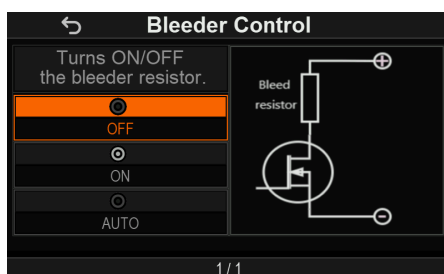 Bleeder Control
Turns ON/OFF
the bleeder resistor.
OFF
ON
AUTO
Bleed
resistor
1/1